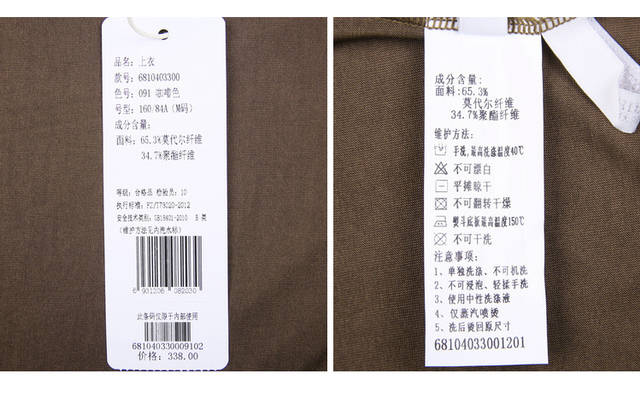 品名: 上衣
款号: 6810403300
色号: 091 咖啡色
号型: 160/84A (M码)
成分含量:
面料: 65.3%莫代尔纤维
34.7%聚酯纤维
等级: 合格品 检验员: 10
执行标准: FZ/T73020-2012
安全技术类别: GB18401-2010 B 类
(维护方法见内洗水标)
6 901206 082030
此条码仅限于内部使用
681040330009102
价格: 338.00
成分含量:
面料: 65.3%
莫代尔纤维
34.7%聚酯纤维
维护方法:
手洗,最高洗涤温度40℃
不可漂白
平摊晾干
不可翻转干燥
熨斗底板最高温度150℃
不可干洗
注意事项:
1、单独洗涤、不可机洗
2、不可浸泡、轻揉手洗
3、使用中性洗涤液
4、仅蒸汽喷烫
5、洗后烫回原尺寸
68104033001201